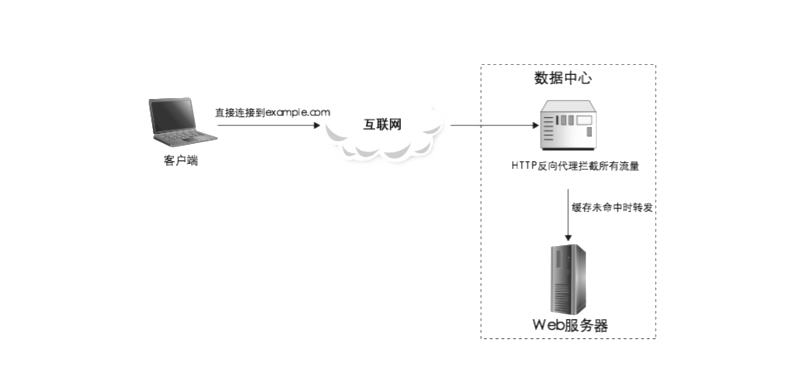 数据中心
直接连接到example.com
互联网
客户端
HTTP反向代理拦截所有流量
缓存未命中时转发
Web服务器